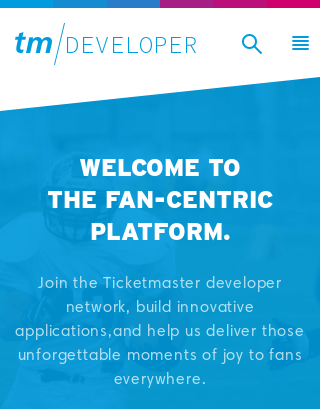 tm/DEVELOPER
WELCOME TO
THE FAN-CENTRIC
PLATFORM.
Join the Ticketmaster developer
network, build innovative
applications,and help us deliver those
unforgettable moments of joy to fans
everywhere.